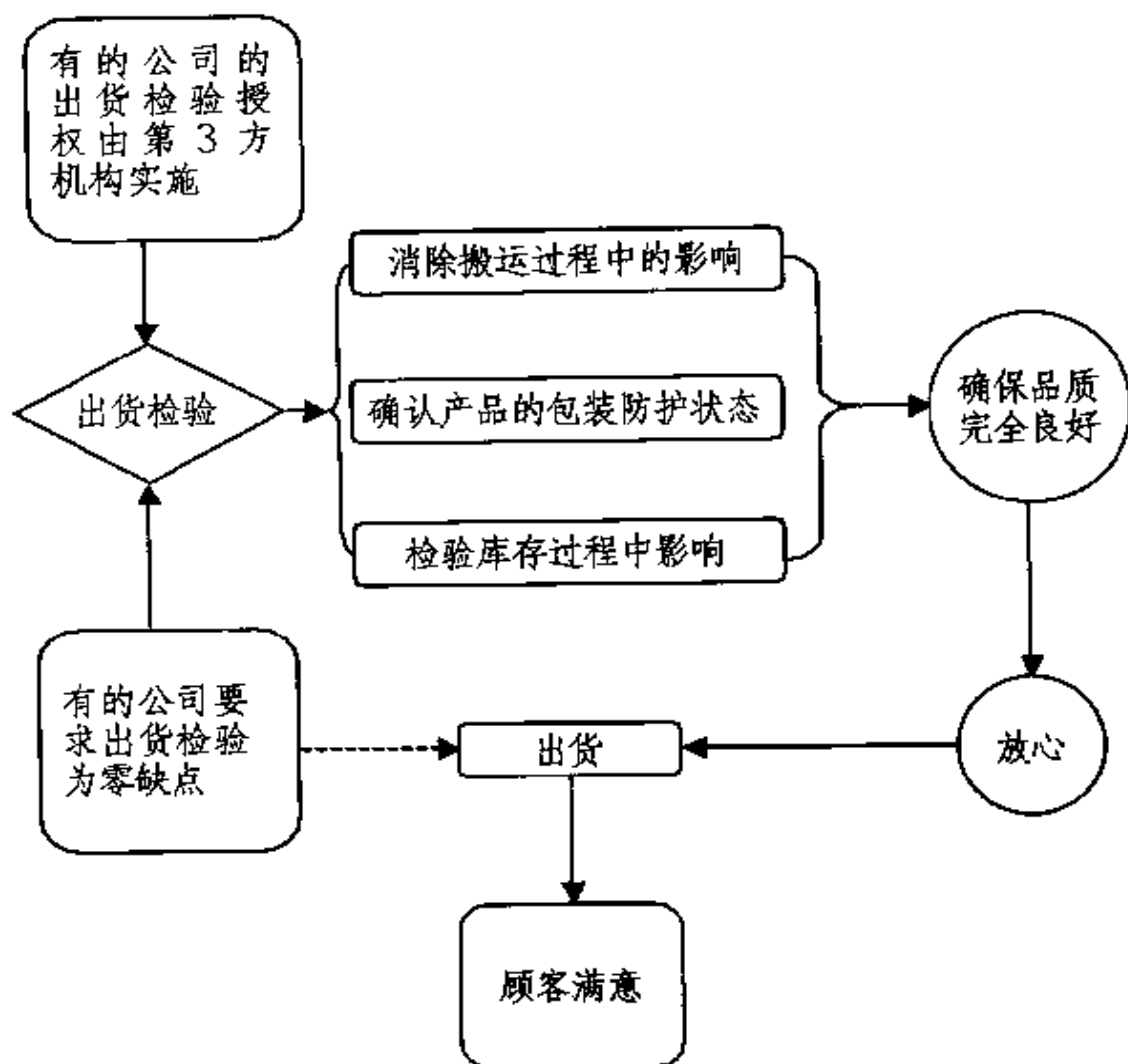 有的公司的
出货检验授
权由第3方
机构实施
消除搬运过程中的影响
出货检验
确认产品的包装防护状态
确保品质
完全良好
检验库存过程中影响
有的公司要
求出货检验
为零缺点
出货
放心
顾客满意